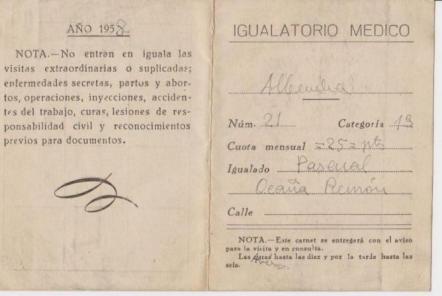 AÑO 1958
NOTA.—No entran en iguala las
visitas extraordinarias o suplicadas;
enfermedades secretas, partos y abor-
tos, operaciones, inyecciones, acciden-
tes del trabajo, curas, lesiones de res-
ponsabilidad civil y reconocimientos
previos para documentos.
IGUALATORIO MEDICO
Núm. 21 Categoría 1ª
Cuota mensual =25= pts
Igualado Pascual
Ocaña Remón
Calle
NOTA.—Este carnet se entregará con el aviso
para la visita y en consulta.
Las hasta las diez y por la tarde hasta las
seis.